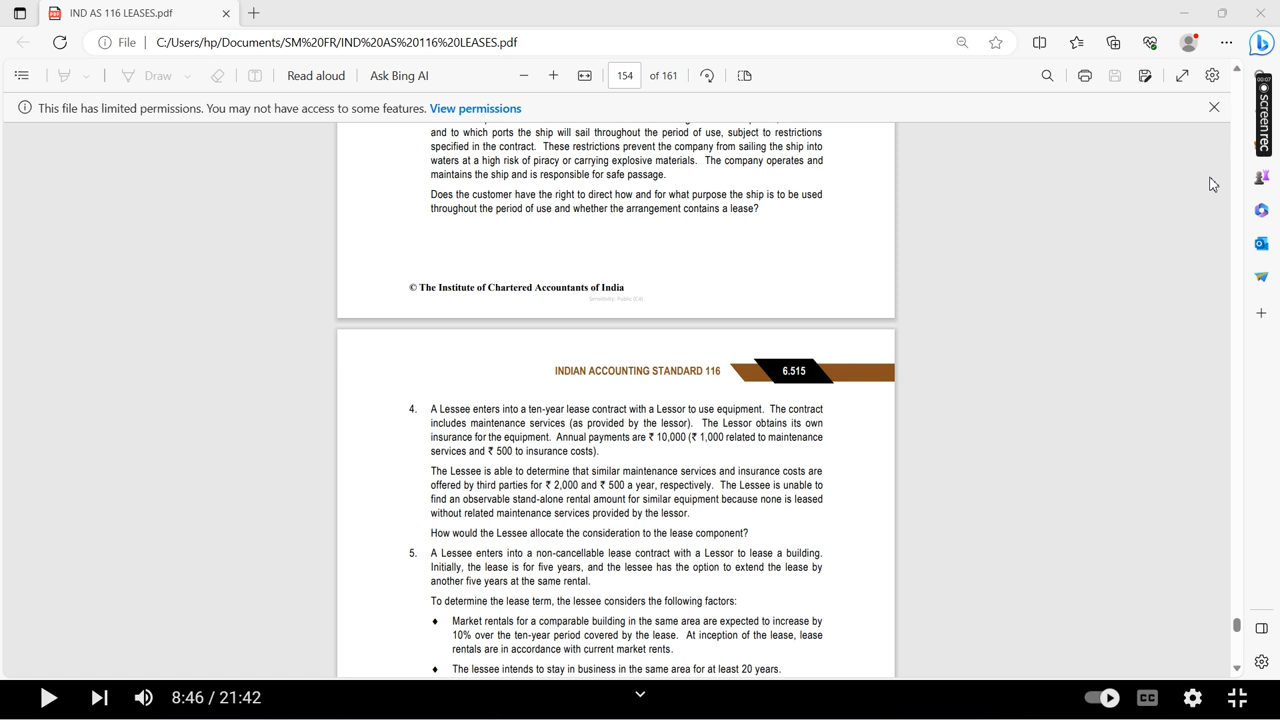 IND AS 116 LEASES.pdf
File
C:/Users/hp/Documents/SM%20FR/IND%20AS%20116%20LEASES.pdf
Draw
Read aloud
Ask Bing AI
154 of 161
This file has limited permissions. You may not have access to some features. View permissions
00:07
screen rec
and to which ports the ship will sail throughout the period of use, subject to restrictions
specified in the contract. These restrictions prevent the company from sailing the ship into
waters at a high risk of piracy or carrying explosive materials. The company operates and
maintains the ship and is responsible for safe passage.
Does the customer have the right to direct how and for what purpose the ship is to be used
throughout the period of use and whether the arrangement contains a lease?
© The Institute of Chartered Accountants of India
Sensitivity: Public (C4)
INDIAN ACCOUNTING STANDARD 116
6.515
4. A Lessee enters into a ten-year lease contract with a Lessor to use equipment. The contract
includes maintenance services (as provided by the lessor). The Lessor obtains its own
insurance for the equipment. Annual payments are ₹ 10,000 (₹ 1,000 related to maintenance
services and ₹ 500 to insurance costs).
The Lessee is able to determine that similar maintenance services and insurance costs are
offered by third parties for ₹ 2,000 and ₹ 500 a year, respectively. The Lessee is unable to
find an observable stand-alone rental amount for similar equipment because none is leased
without related maintenance services provided by the lessor.
How would the Lessee allocate the consideration to the lease component?
5. A Lessee enters into a non-cancellable lease contract with a Lessor to lease a building.
Initially, the lease is for five years, and the lessee has the option to extend the lease by
another five years at the same rental.
To determine the lease term, the lessee considers the following factors:
♦ Market rentals for a comparable building in the same area are expected to increase by
10% over the ten-year period covered by the lease. At inception of the lease, lease
rentals are in accordance with current market rents.
♦ The lessee intends to stay in business in the same area for at least 20 years.
8:46 / 21:42
CC